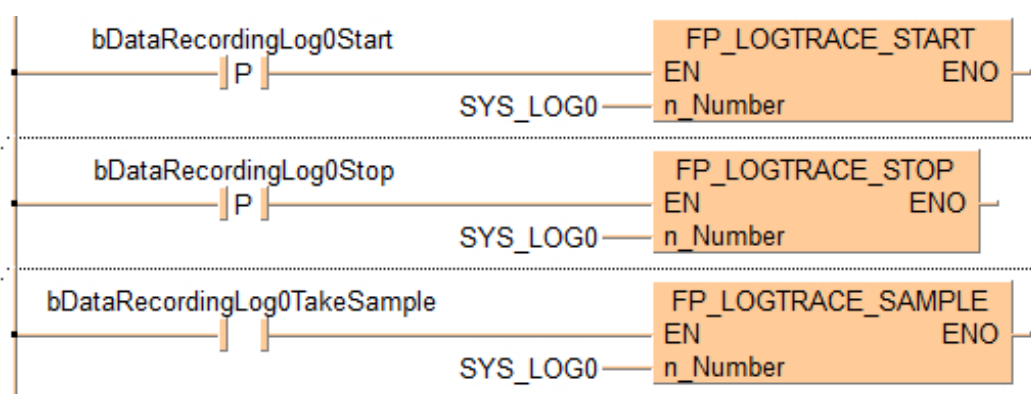 bDataRecordingLog0Start
FP_LOGTRACE_START
P
EN ENO
SYS_LOG0 n_Number
bDataRecordingLog0Stop
FP_LOGTRACE_STOP
P
EN ENO
SYS_LOG0 n_Number
bDataRecordingLog0TakeSample
FP_LOGTRACE_SAMPLE
EN ENO
SYS_LOG0 n_Number